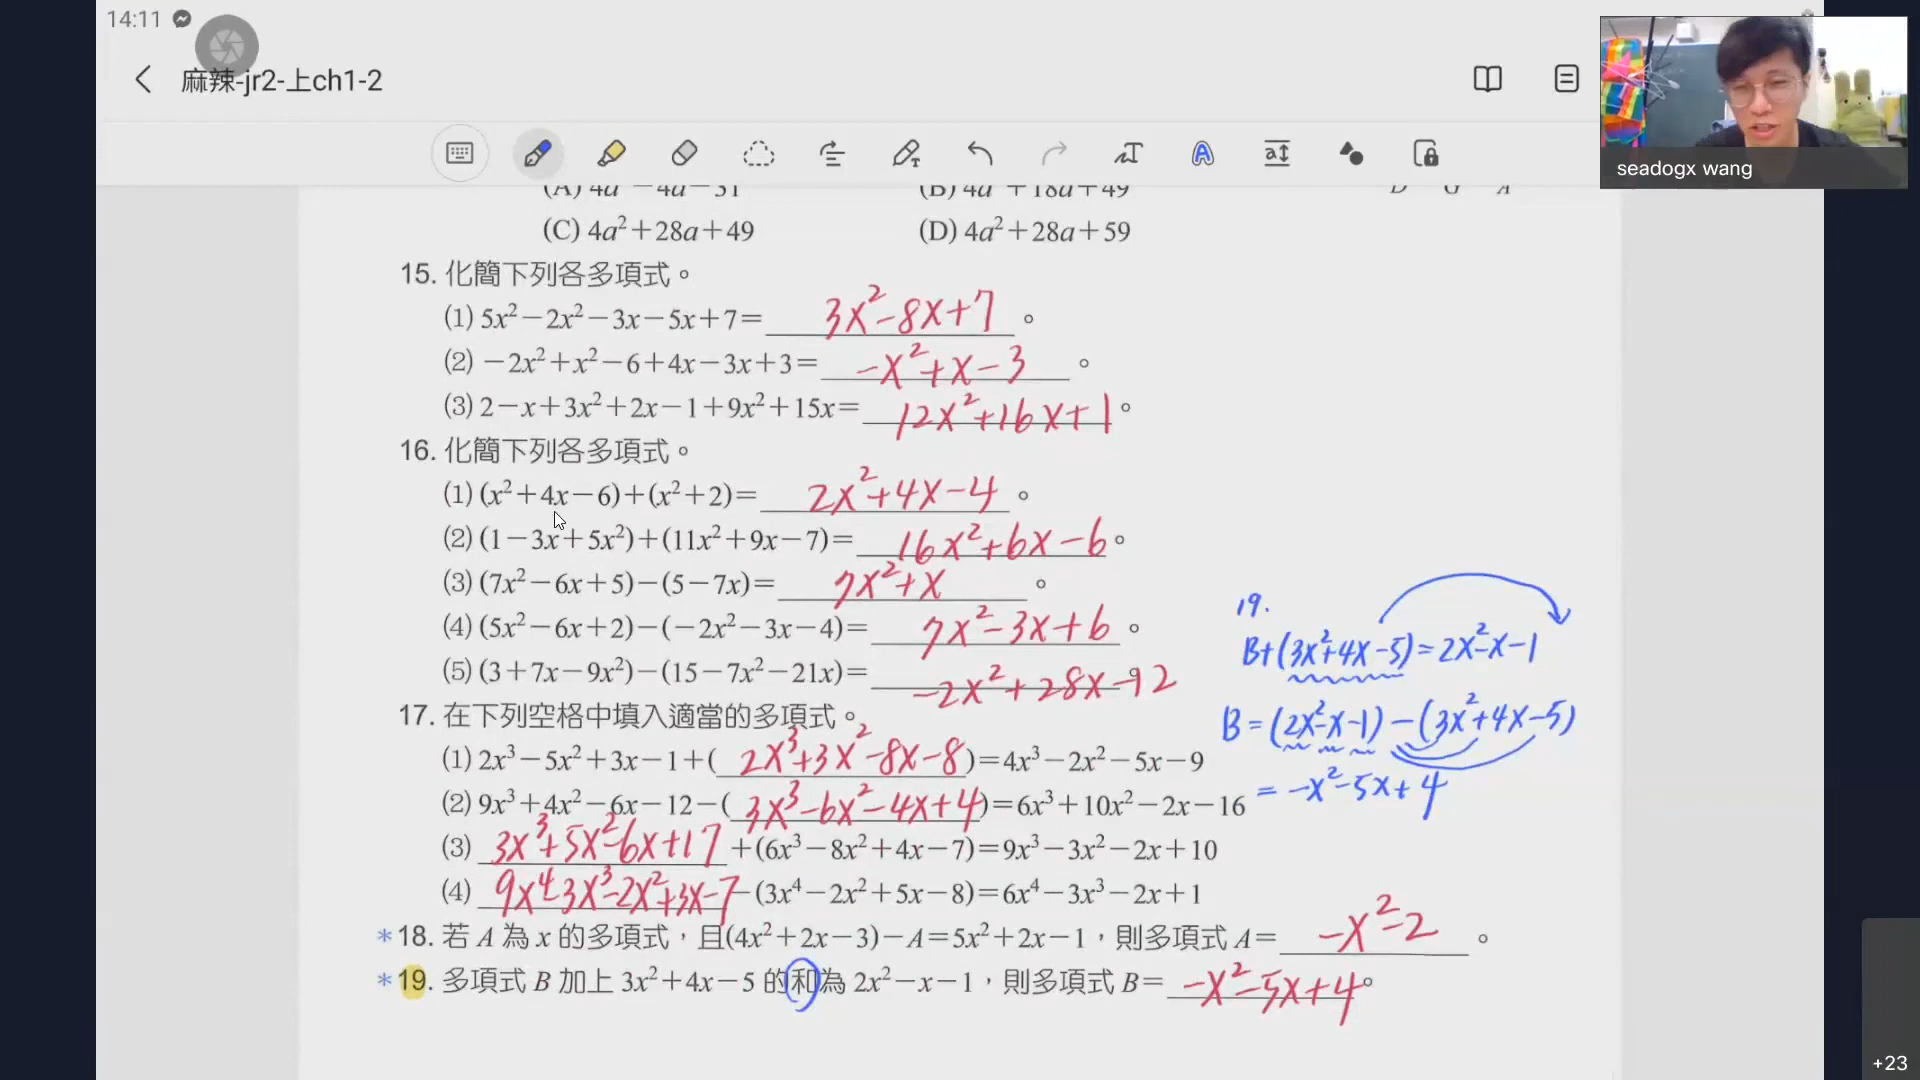 14:11
麻辣-jr2-上ch1-2
seadogx wang
(C) 4a²+28a+49 (D) 4a²+28a+59
15. 化簡下列各多項式。
(1) 5x²－2x²－3x－5x＋7＝ 3x²-8x+7 。
(2) －2x²＋x²－6＋4x－3x＋3＝ -x²+x-3 。
(3) 2－x＋3x²＋2x－1＋9x²＋15x＝ 12x²+16x+1 。
16. 化簡下列各多項式。
(1) (x²＋4x－6)＋(x²＋2)＝ 2x²+4x-4 。
(2) (1－3x＋5x²)＋(11x²＋9x－7)＝ 16x²+6x-6 。
(3) (7x²－6x＋5)－(5－7x)＝ 7x²+x 。
(4) (5x²－6x＋2)－(－2x²－3x－4)＝ 7x²-3x+6 。
(5) (3＋7x－9x²)－(15－7x²－21x)＝ -2x²+28x-12 。
17. 在下列空格中填入適當的多項式。
(1) 2x³－5x²＋3x－1＋( 2x³+3x²-8x-8 )＝4x³－2x²－5x－9
(2) 9x³＋4x²－6x－12－( 3x³-6x²-4x+4 )＝6x³＋10x²－2x－16
(3) 3x³+5x²-6x+17 ＋(6x³－8x²＋4x－7)＝9x³－3x²－2x＋10
(4) 9x⁴-3x³-2x²+3x-7 －(3x⁴－2x²＋5x－8)＝6x⁴－3x³－2x＋1
*18. 若 A 為 x 的多項式，且(4x²＋2x－3)－A＝5x²＋2x－1，則多項式 A＝ -x²-2 。
*19. 多項式 B 加上 3x²＋4x－5 的和為 2x²－x－1，則多項式 B＝ -x²-5x+4 。
19.
B+(3x²+4x-5)=2x²-x-1
B=(2x²-x-1)-(3x²+4x-5)
= -x²-5x+4
+23